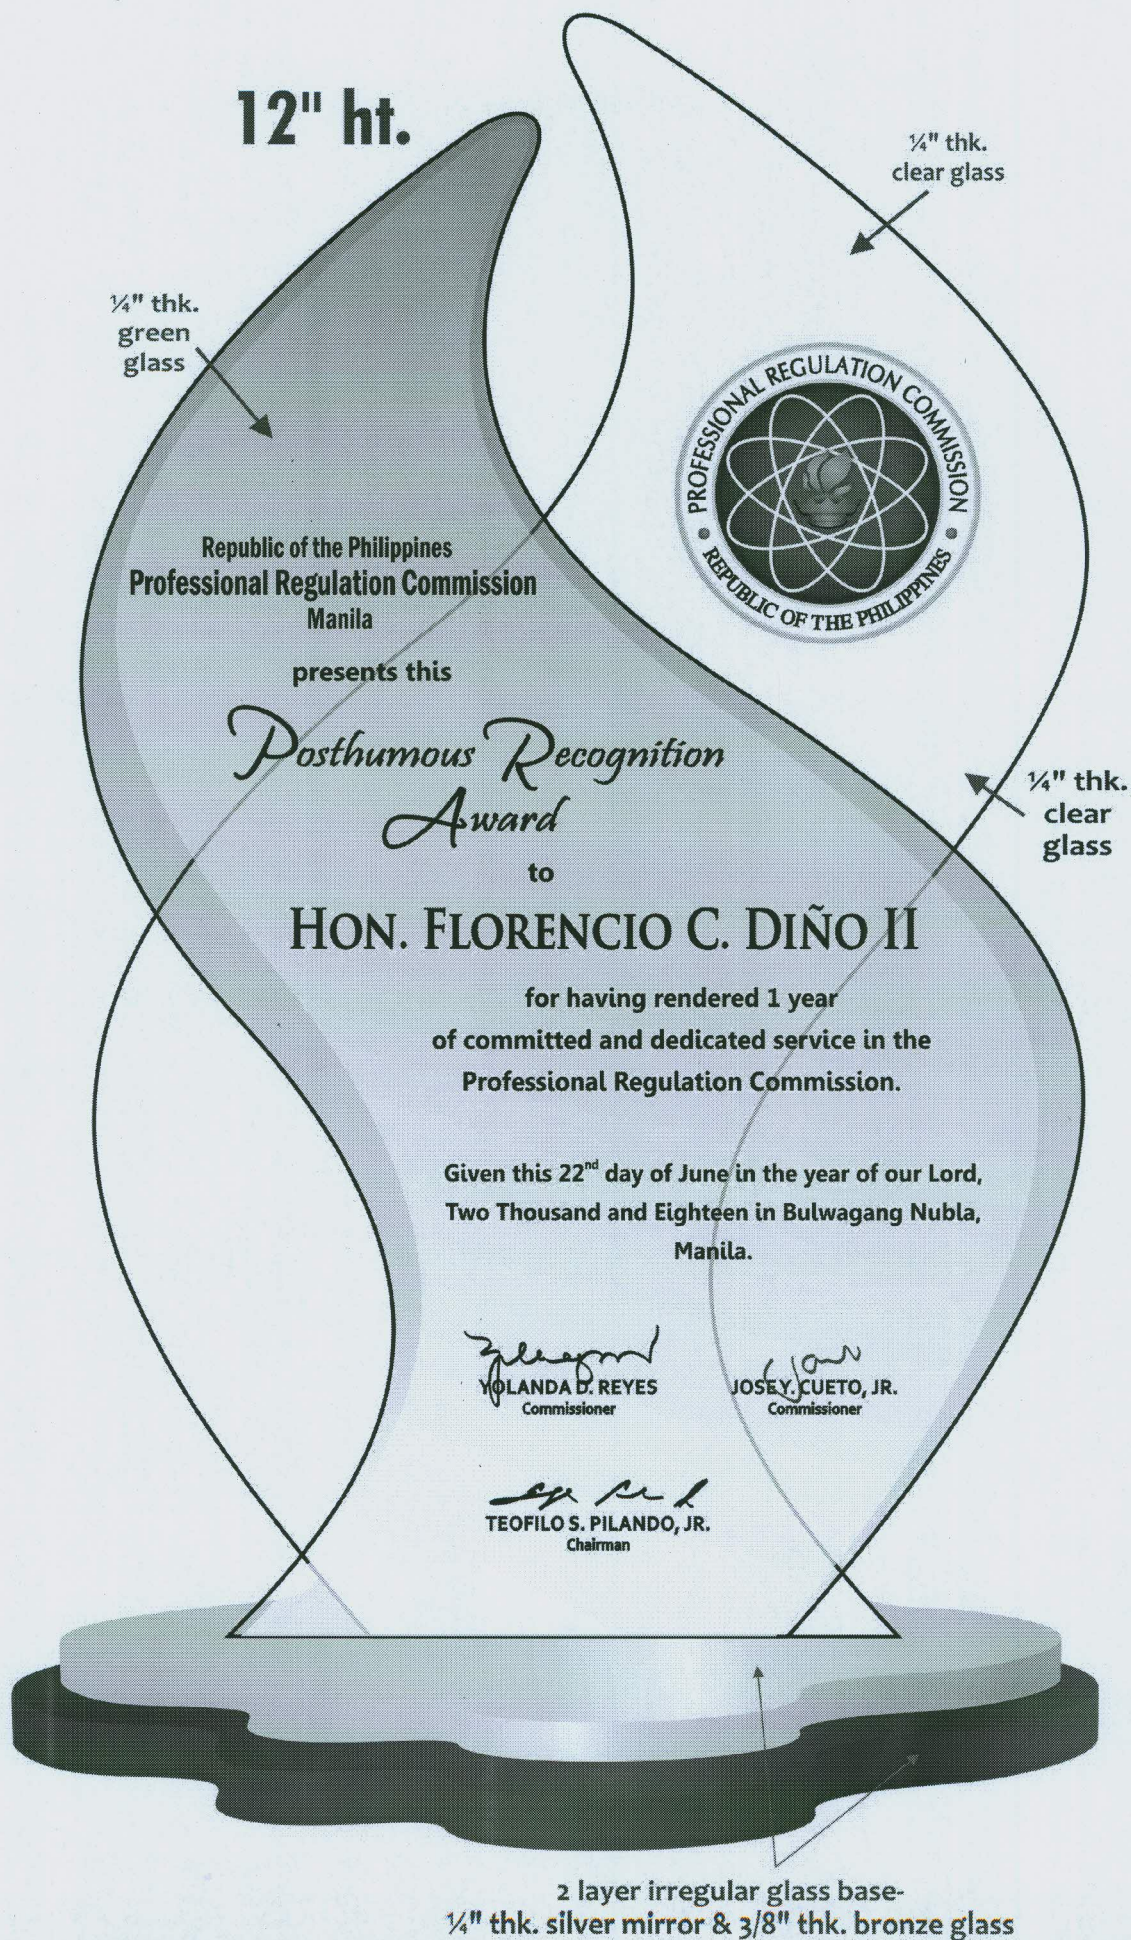 12" ht.
¼" thk.
clear glass
¼" thk.
green
glass
PROFESSIONAL REGULATION COMMISSION
REPUBLIC OF THE PHILIPPINES
Republic of the Philippines
Professional Regulation Commission
Manila
presents this
Posthumous Recognition
Award
to
HON. FLORENCIO C. DIÑO II
¼" thk.
clear
glass
for having rendered 1 year
of committed and dedicated service in the
Professional Regulation Commission.
Given this 22nd day of June in the year of our Lord,
Two Thousand and Eighteen in Bulwagang Nubla,
Manila.
YOLANDA D. REYES
Commissioner
JOSE Y. CUETO, JR.
Commissioner
TEOFILO S. PILANDO, JR.
Chairman
2 layer irregular glass base-
¼" thk. silver mirror & 3/8" thk. bronze glass